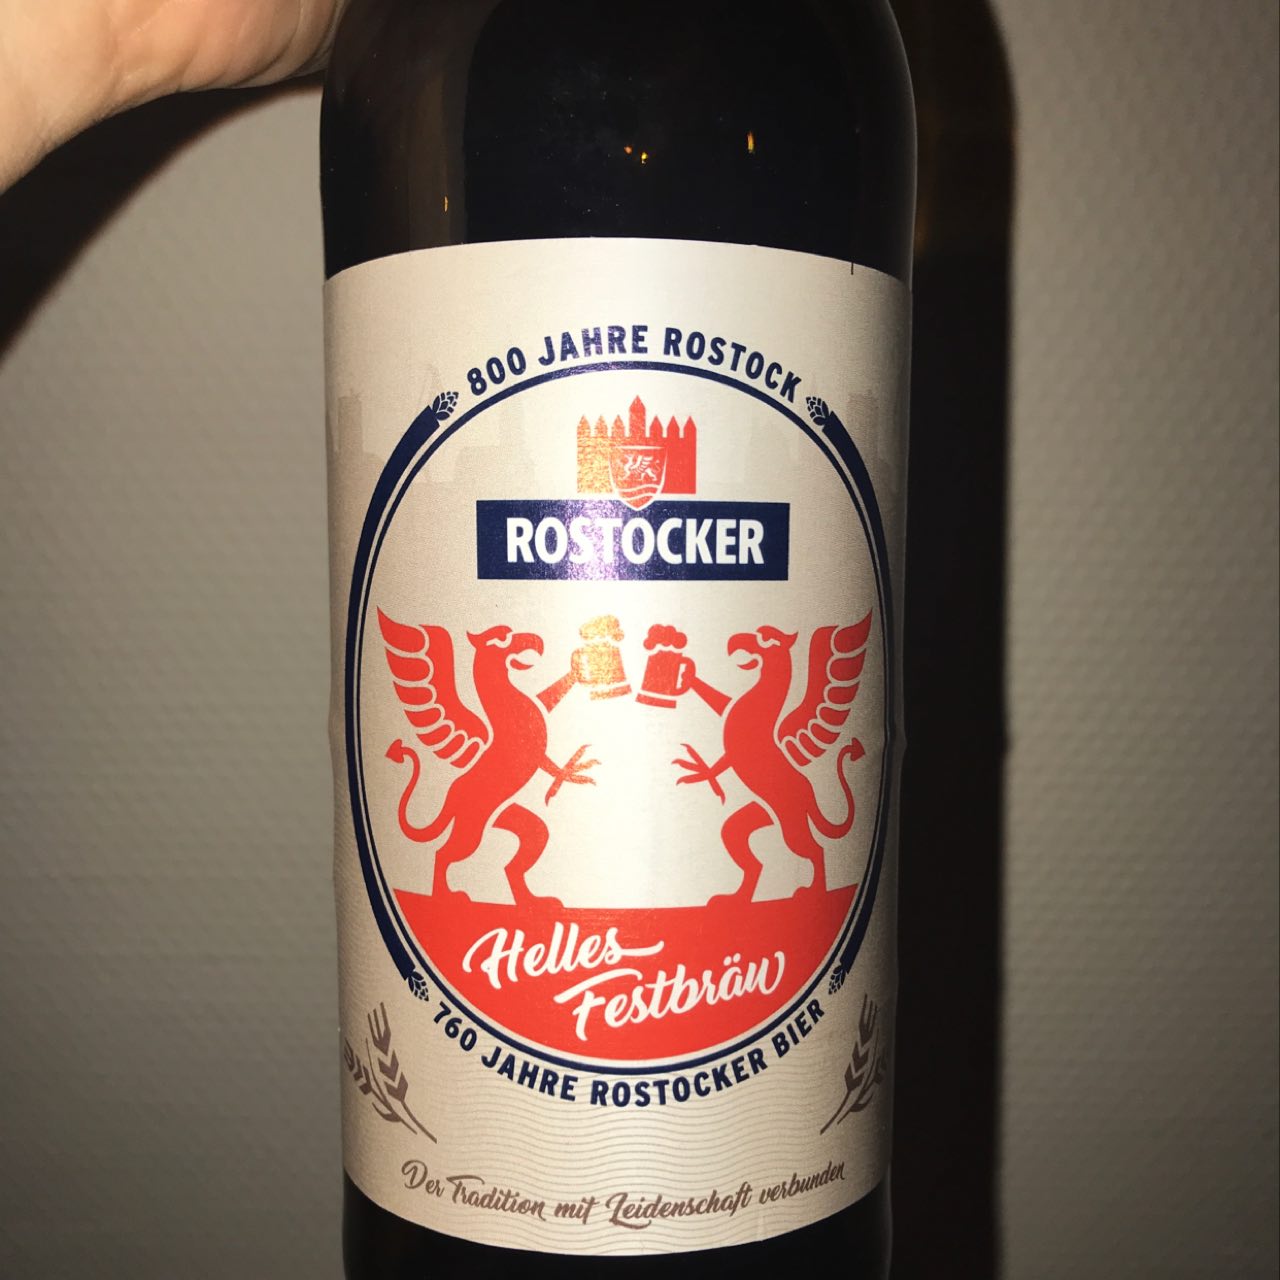 800 JAHRE ROSTOCK
ROSTOCKER
Helles
Festbräu
760 JAHRE ROSTOCKER BIER
Der Tradition mit Leidenschaft verbunden